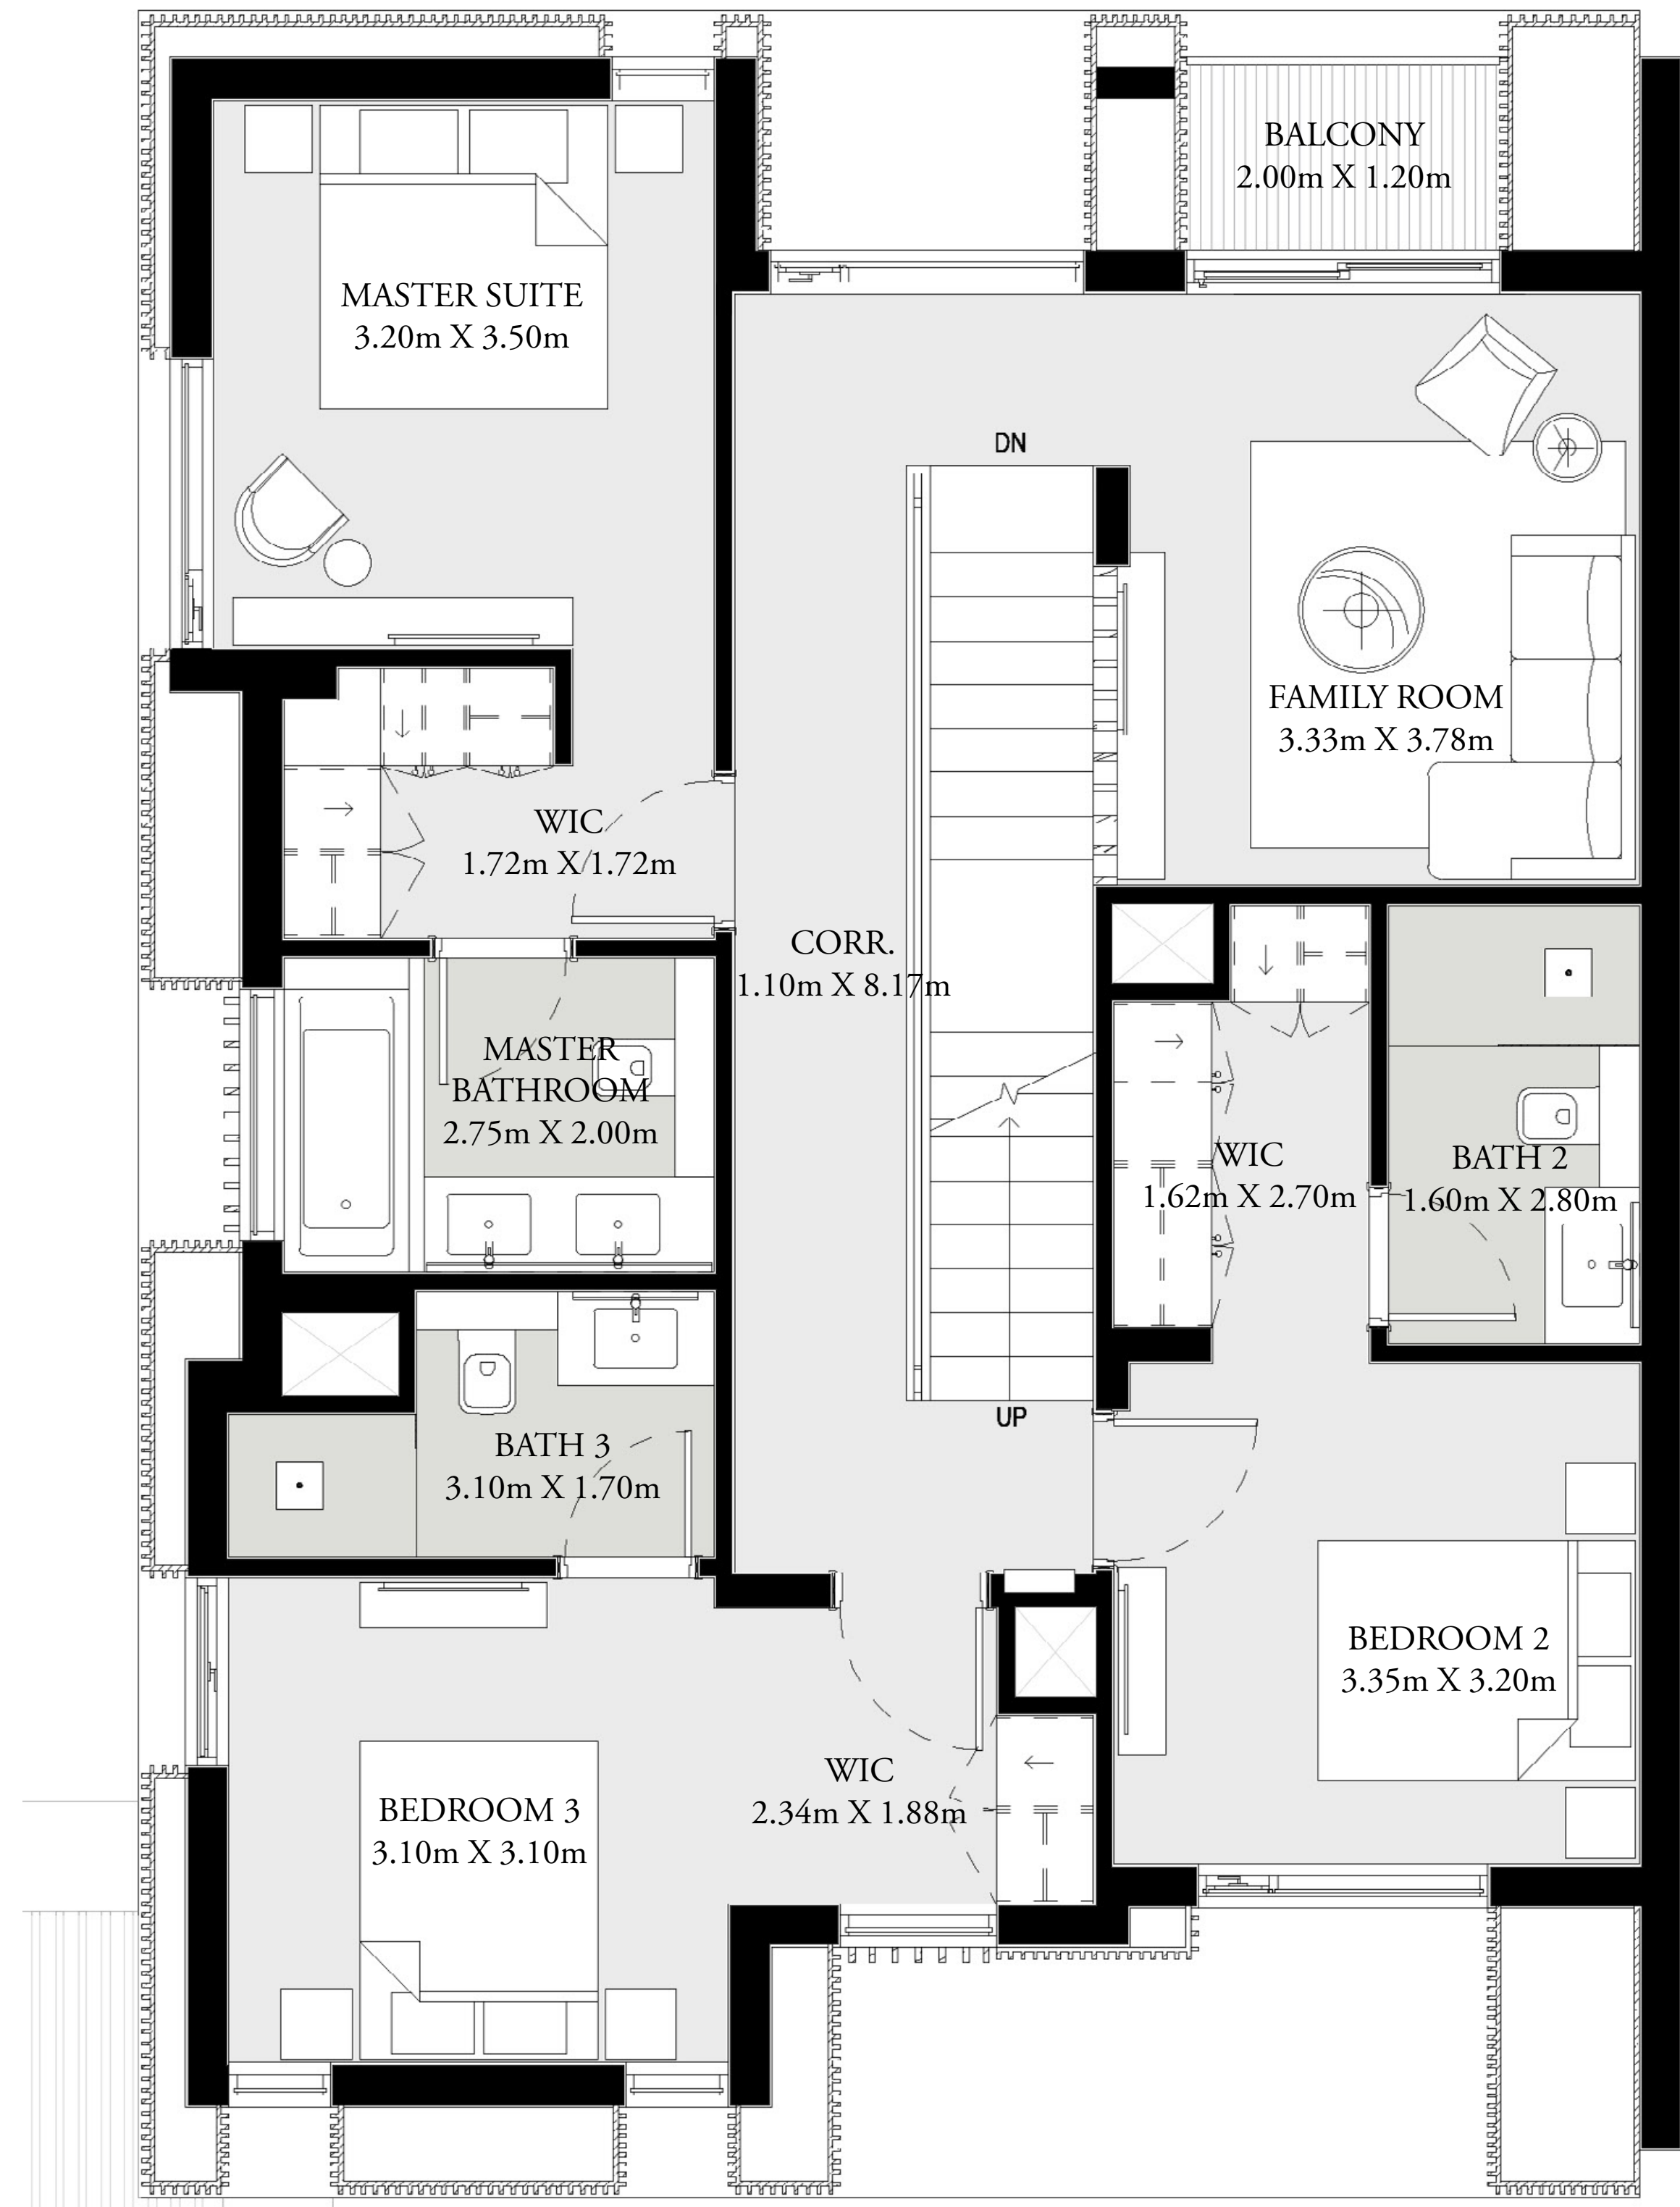 BALCONY
2.00m X 1.20m
MASTER SUITE
3.20m X 3.50m
DN
FAMILY ROOM
3.33m X 3.78m
WIC
1.72m X 1.72m
CORR.
1.10m X 8.17m
MASTER
BATHROOM
2.75m X 2.00m
WIC
1.62m X 2.70m
BATH 2
1.60m X 2.80m
UP
BATH 3
3.10m X 1.70m
BEDROOM 2
3.35m X 3.20m
WIC
2.34m X 1.88m
BEDROOM 3
3.10m X 3.10m